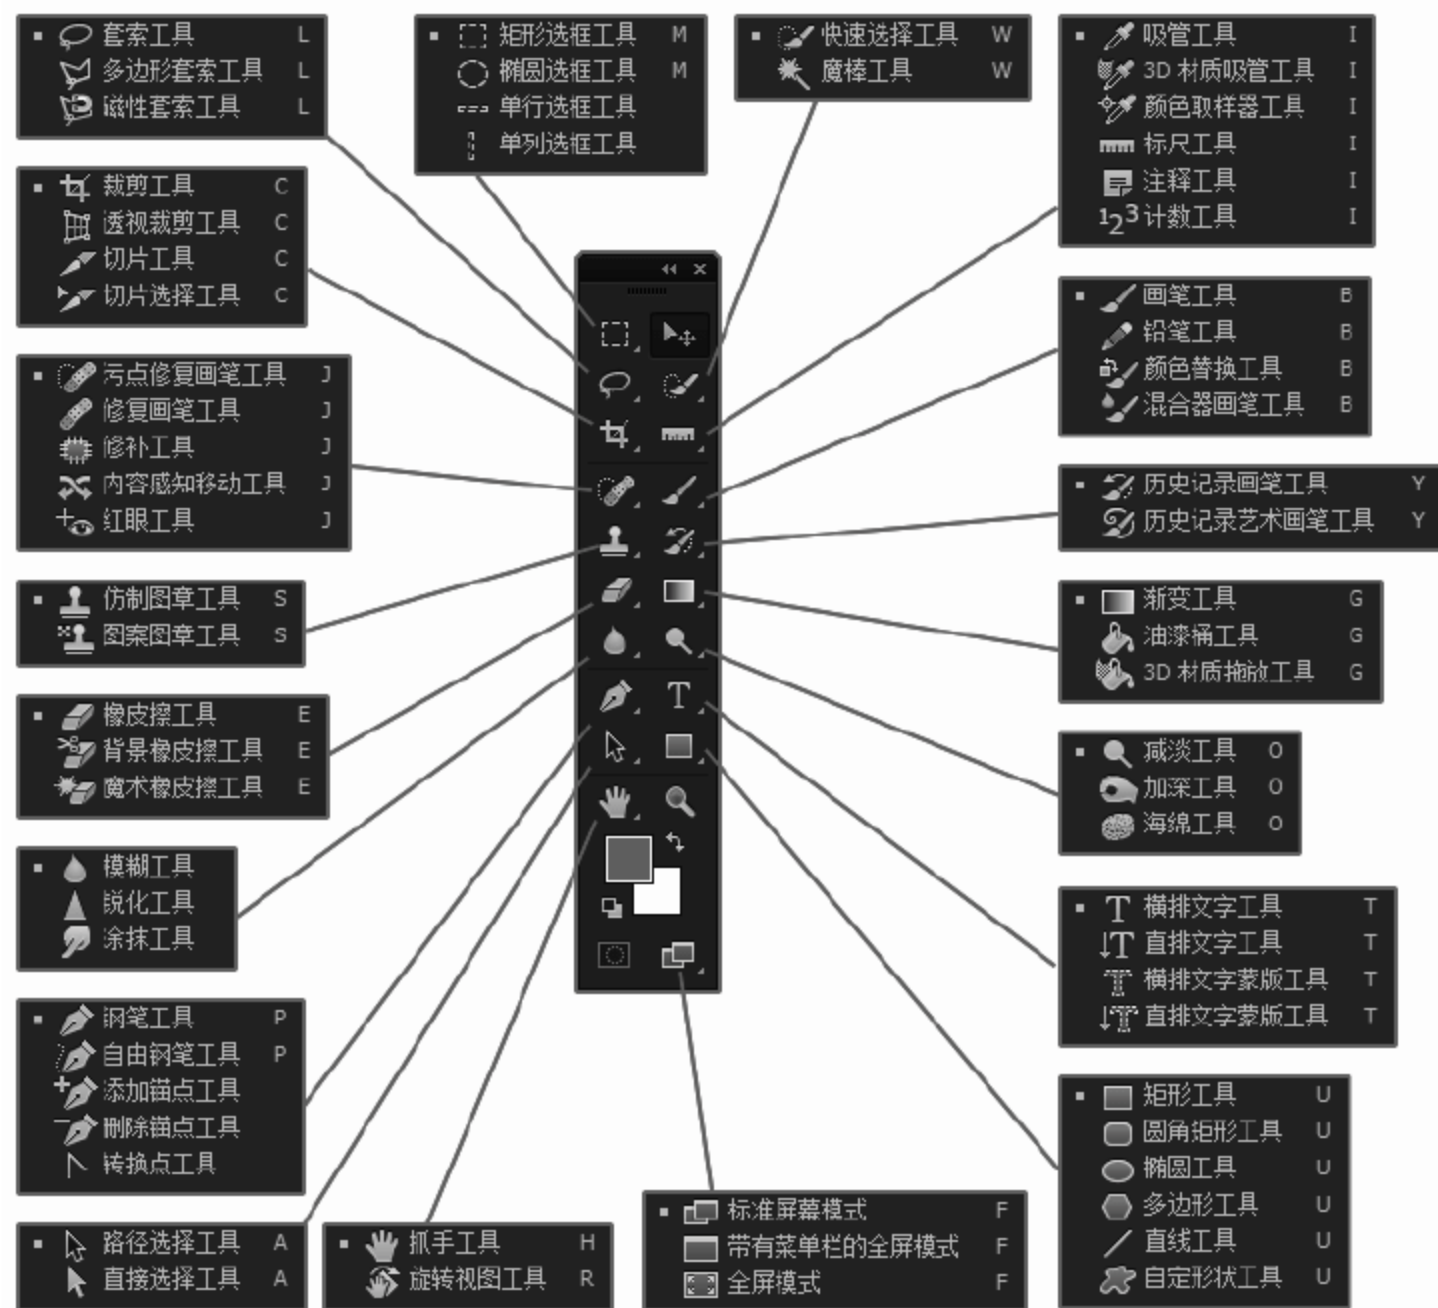 套索工具 L
多边形套索工具 L
磁性套索工具 L
矩形选框工具 M
椭圆选框工具 M
单行选框工具
单列选框工具
快速选择工具 W
魔棒工具 W
吸管工具 I
3D 材质吸管工具 I
颜色取样器工具 I
标尺工具 I
注释工具 I
计数工具 I
裁剪工具 C
透视裁剪工具 C
切片工具 C
切片选择工具 C
画笔工具 B
铅笔工具 B
颜色替换工具 B
混合器画笔工具 B
污点修复画笔工具 J
修复画笔工具 J
修补工具 J
内容感知移动工具 J
红眼工具 J
历史记录画笔工具 Y
历史记录艺术画笔工具 Y
仿制图章工具 S
图案图章工具 S
渐变工具 G
油漆桶工具 G
3D 材质拖放工具 G
橡皮擦工具 E
背景橡皮擦工具 E
魔术橡皮擦工具 E
减淡工具 O
加深工具 O
海绵工具 O
模糊工具
锐化工具
涂抹工具
横排文字工具 T
直排文字工具 T
横排文字蒙版工具 T
直排文字蒙版工具 T
钢笔工具 P
自由钢笔工具 P
添加锚点工具
删除锚点工具
转换点工具
矩形工具 U
圆角矩形工具 U
椭圆工具 U
多边形工具 U
直线工具 U
自定形状工具 U
路径选择工具 A
直接选择工具 A
抓手工具 H
旋转视图工具 R
标准屏幕模式 F
带有菜单栏的全屏模式 F
全屏模式 F